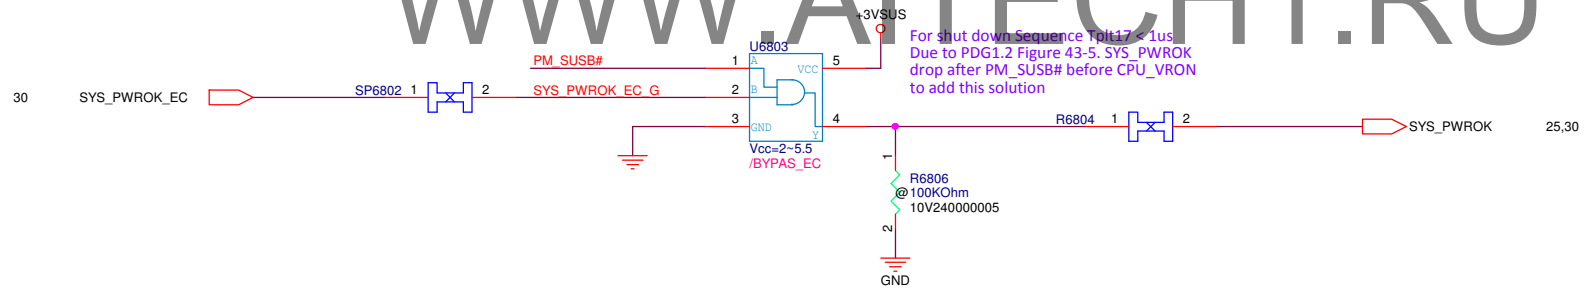 WWW.AITECH1.RU
+3VSUS
For shut down Sequence Tplt17 < 1us
Due to PDG1.2 Figure 43-5. SYS_PWROK
drop after PM_SUSB# before CPU_VRON
to add this solution
U6803
PM_SUSB# 1 A VCC 5
30 SYS_PWROK_EC SP6802 1 2 SYS_PWROK_EC_G 2 B
3 GND Y 4
R6804 1 2 SYS_PWROK 25,30
Vcc=2~5.5
/BYPAS_EC
1
R6806
@ 100KOhm
10V240000005
2
GND